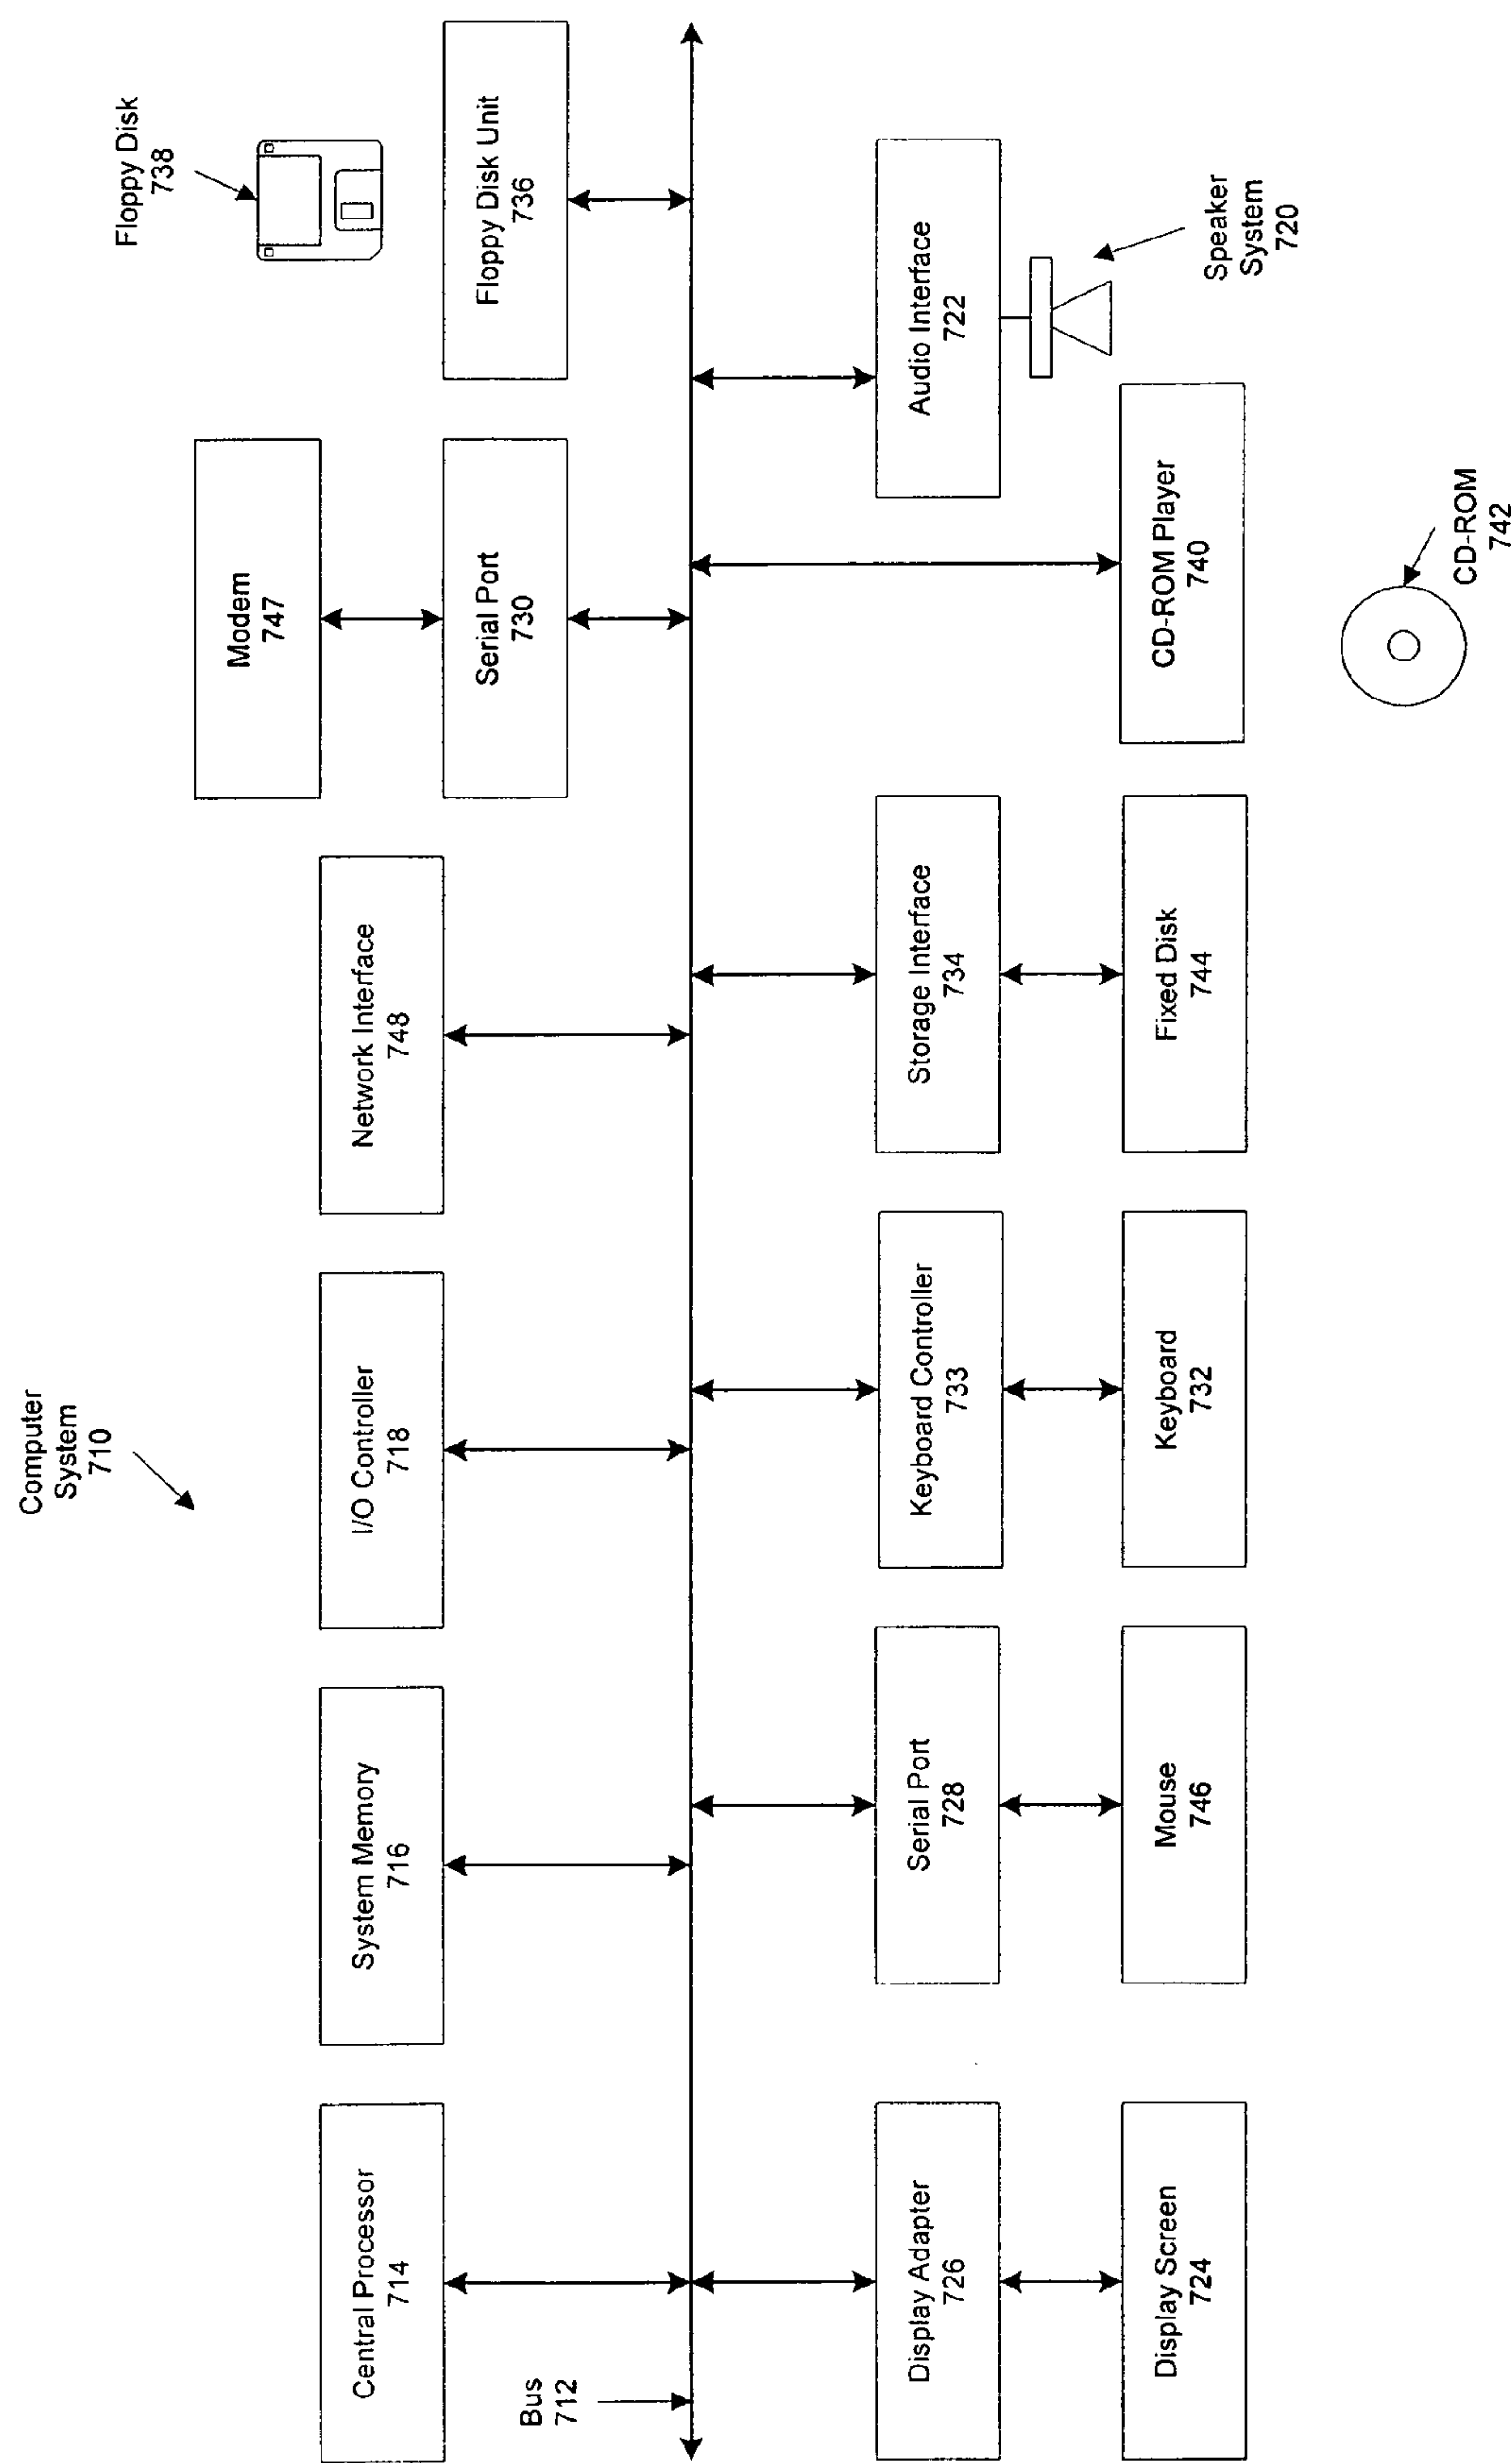 Computer
System
710
Floppy Disk
738
Modem
747
Central Processor
714
System Memory
716
I/O Controller
718
Network Interface
748
Serial Port
730
Floppy Disk Unit
736
Bus
712
Display Adapter
726
Serial Port
728
Keyboard Controller
733
Storage Interface
734
Audio Interface
722
Display Screen
724
Mouse
746
Keyboard
732
Fixed Disk
744
CD-ROM Player
740
Speaker
System
720
CD-ROM
742